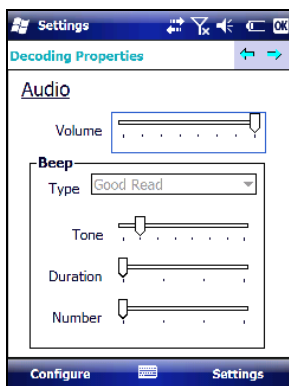 Settings
OK
Decoding Properties
Audio
Volume
Beep
Type Good Read
Tone
Duration
Number
Configure Settings